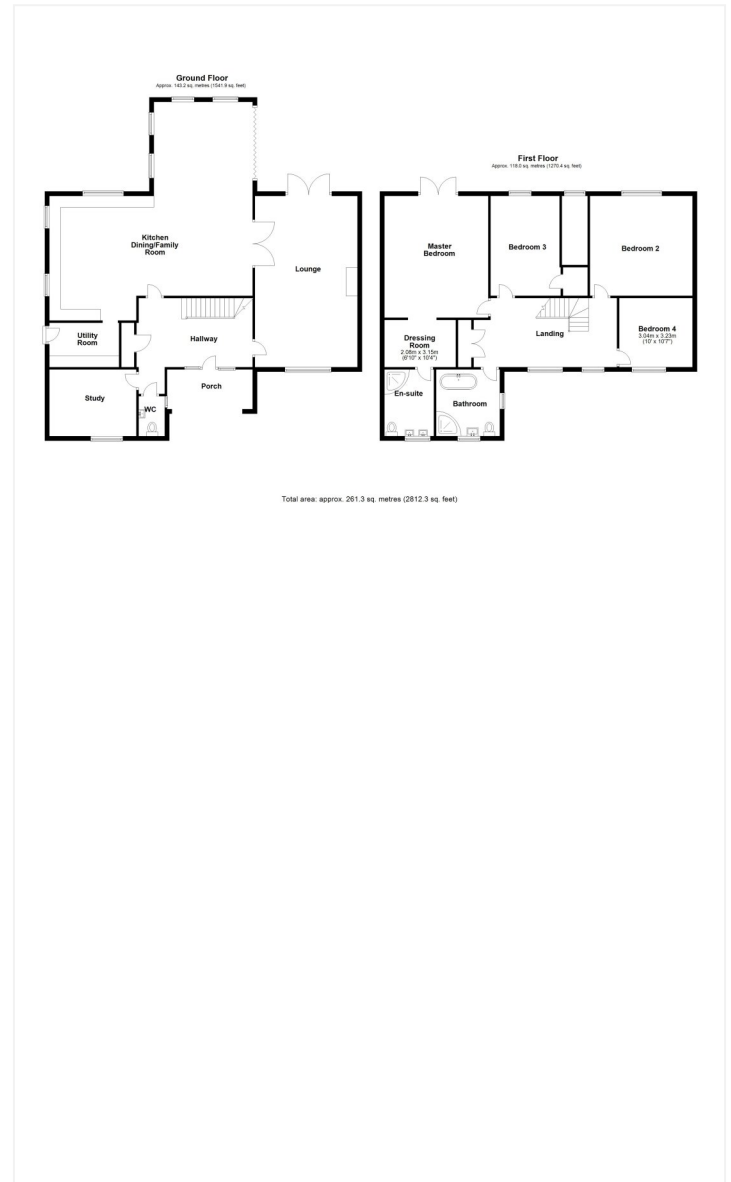 Ground Floor
Approx. 143.2 sq. metres (1541.9 sq. feet)
Kitchen
Dining/Family
Room
Lounge
Utility
Room
Hallway
Study
WC
Porch
First Floor
Approx. 118.0 sq. metres (1270.4 sq. feet)
Master
Bedroom
Bedroom 3
Bedroom 2
Dressing
Room
2.08m x 3.15m
(6'10" x 10'4")
Landing
Bedroom 4
3.04m x 3.23m
(10' x 10'7")
En-suite
Bathroom
Total area: approx. 261.3 sq. metres (2812.3 sq. feet)